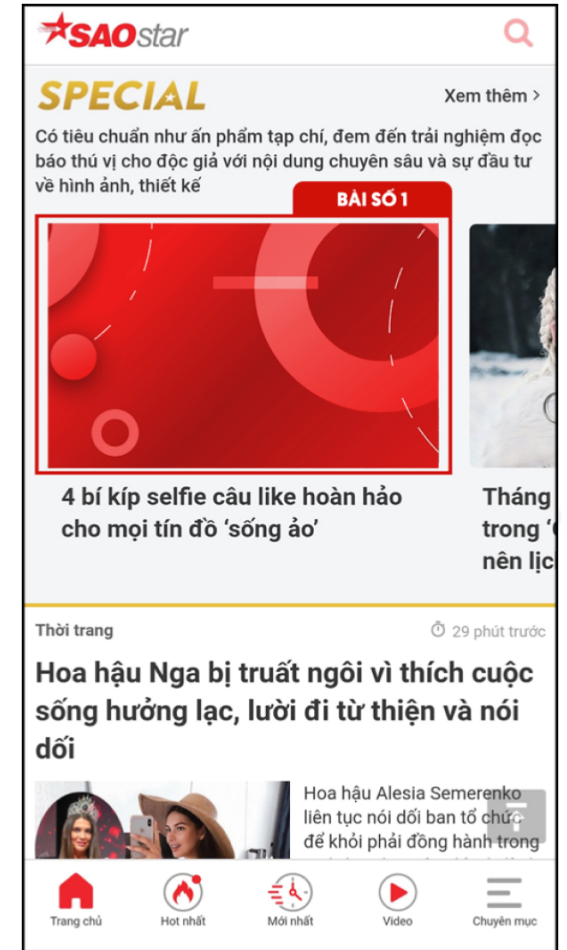 SAOstar
SPECIAL
Xem thêm >
Có tiêu chuẩn như ấn phẩm tạp chí, đem đến trải nghiệm đọc
báo thú vị cho độc giả với nội dung chuyên sâu và sự đầu tư
về hình ảnh, thiết kế
BÀI SỐ 1
4 bí kíp selfie câu like hoàn hảo
cho mọi tín đồ ‘sống ảo’
Tháng
trong
nên lịc
Thời trang
29 phút trước
Hoa hậu Nga bị truất ngôi vì thích cuộc
sống hưởng lạc, lười đi từ thiện và nói
dối
Hoa hậu Alesia Semerenko
liên tục nói dối ban tổ chức
để khỏi phải đồng hành trong
Trang chủ
Hot nhất
Mới nhất
Video
Chuyên mục